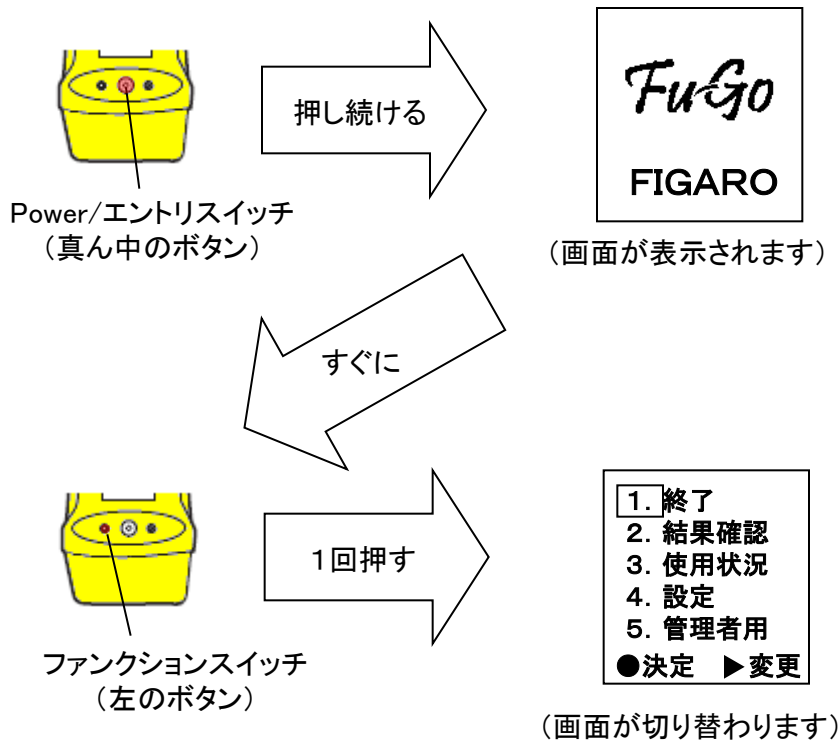 押し続ける
FuGo
FIGARO
Power/エントリスイッチ
（真ん中のボタン）
（画面が表示されます）
すぐに
1回押す
1. 終了
2. 結果確認
3. 使用状況
4. 設定
5. 管理者用
●決定 ▶変更
ファンクションスイッチ
（左のボタン）
（画面が切り替わります）